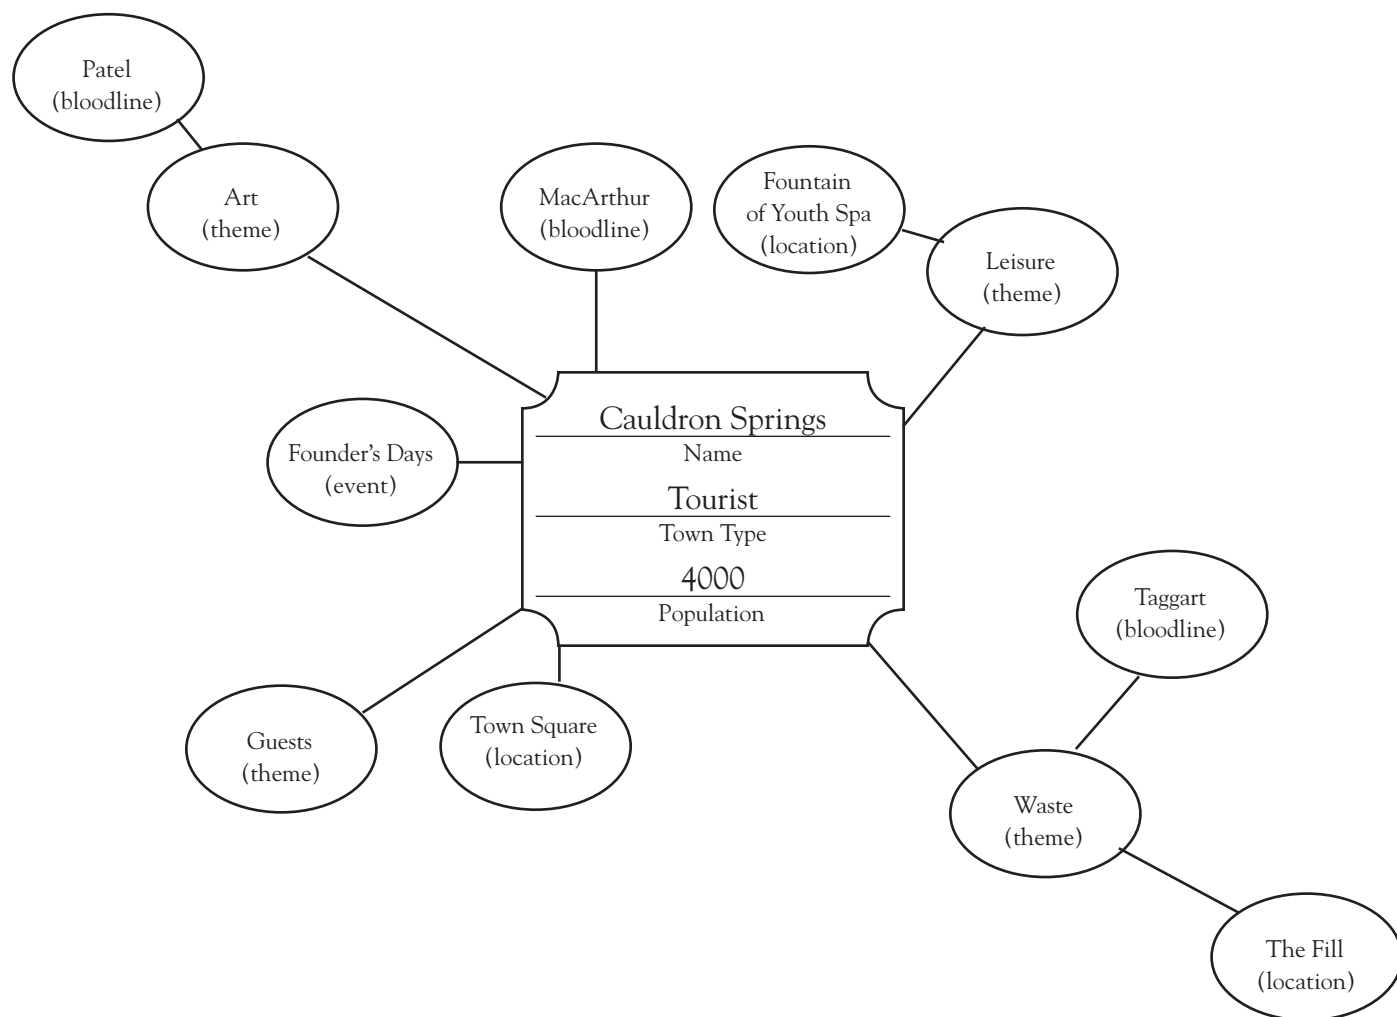 Patel
(bloodline)
Art
(theme)
MacArthur
(bloodline)
Fountain
of Youth Spa
(location)
Leisure
(theme)
Cauldron Springs
Name
Tourist
Town Type
4000
Population
Founder's Days
(event)
Taggart
(bloodline)
Guests
(theme)
Town Square
(location)
Waste
(theme)
The Fill
(location)